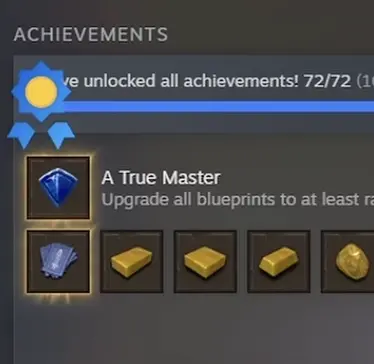 ACHIEVEMENTS
ve unlocked all achievements! 72/72
A True Master
Upgrade all blueprints to at least